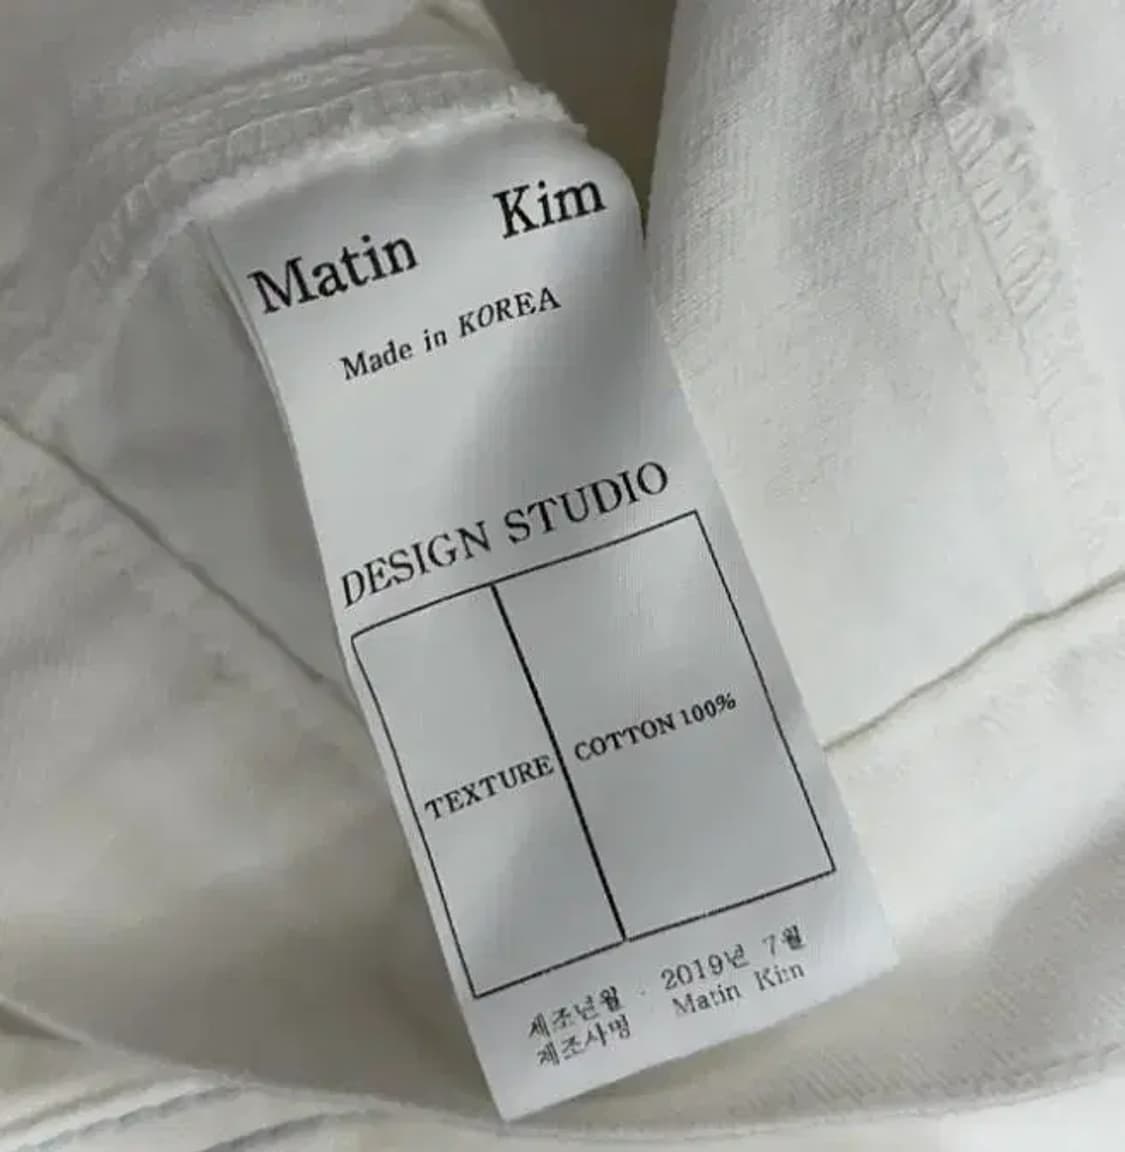 Matin Kim
Made in KOREA
DESIGN STUDIO
TEXTURE COTTON 100%
제조년월 · 2019년 7월
제조사명 Matin Kim